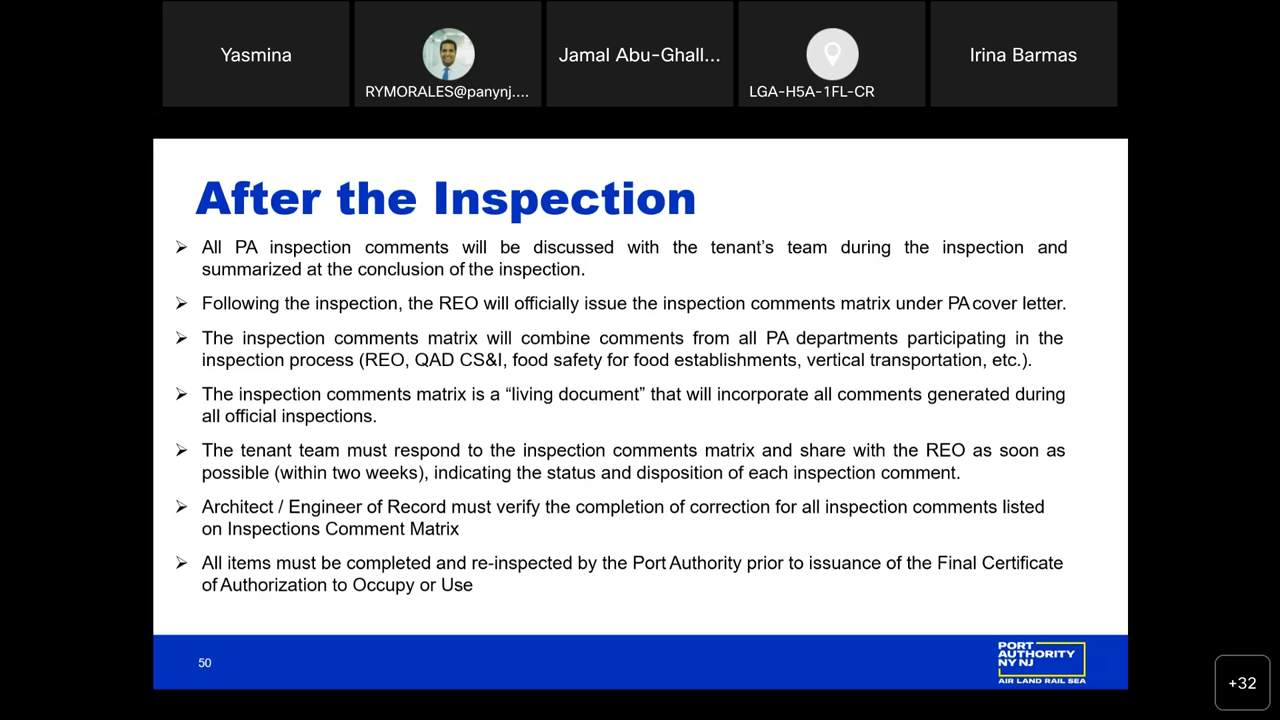 Yasmina
RYMORALES@panynj....
Jamal Abu-Ghall...
LGA-H5A-1FL-CR
Irina Barmas
After the Inspection
➢ All PA inspection comments will be discussed with the tenant’s team during the inspection and
summarized at the conclusion of the inspection.
➢ Following the inspection, the REO will officially issue the inspection comments matrix under PA cover letter.
➢ The inspection comments matrix will combine comments from all PA departments participating in the
inspection process (REO, QAD CS&I, food safety for food establishments, vertical transportation, etc.).
➢ The inspection comments matrix is a “living document” that will incorporate all comments generated during
all official inspections.
➢ The tenant team must respond to the inspection comments matrix and share with the REO as soon as
possible (within two weeks), indicating the status and disposition of each inspection comment.
➢ Architect / Engineer of Record must verify the completion of correction for all inspection comments listed
on Inspections Comment Matrix
➢ All items must be completed and re-inspected by the Port Authority prior to issuance of the Final Certificate
of Authorization to Occupy or Use
50
PORT
AUTHORITY
NY NJ
AIR LAND RAIL SEA
+32